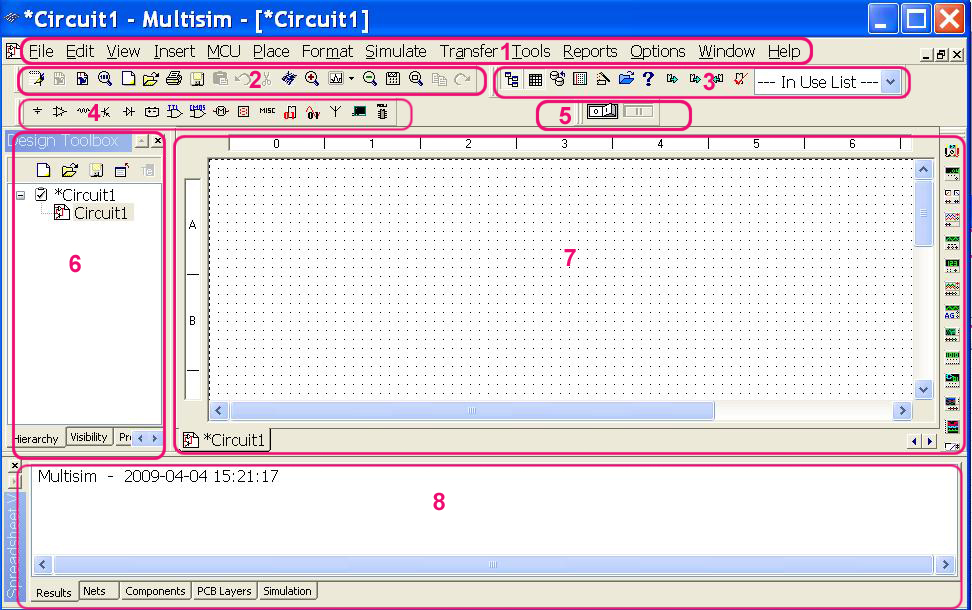 *Circuit1 - Multisim - [*Circuit1]
File Edit View Insert MCU Place Format Simulate Transfer 1 Tools Reports Options Window Help
2
3
--- In Use List ---
4
MISC
5
Design Toolbox
*Circuit1
Circuit1
6
0 1 2 3 4 5 6
A
B
7
Hierarchy Visibility Pr
*Circuit1
Multisim - 2009-04-04 15:21:17
8
Spreadsheet V
Results Nets Components PCB Layers Simulation